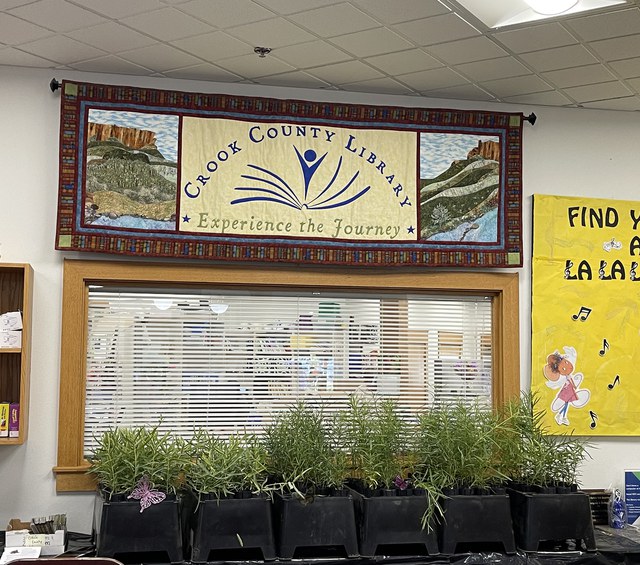 CROOK COUNTY LIBRARY
Experience the Journey
FIND
LA LA